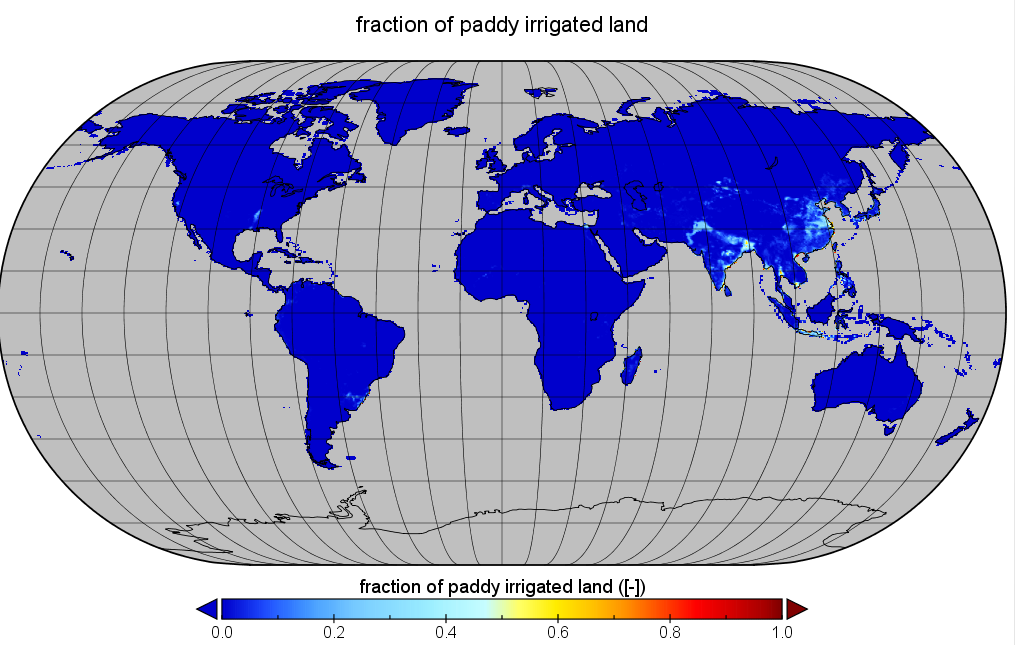 fraction of paddy irrigated land
fraction of paddy irrigated land ([-])
0.0 0.2 0.4 0.6 0.8 1.0